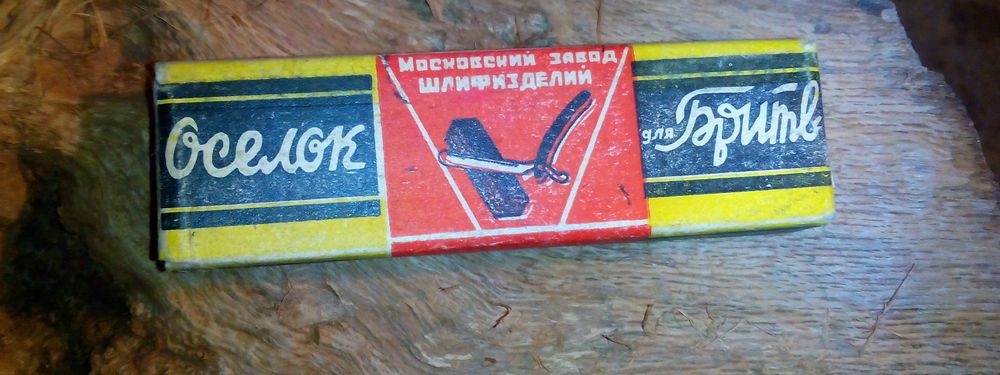 Оселок
Московский завод
шлифизделий
для Бритв